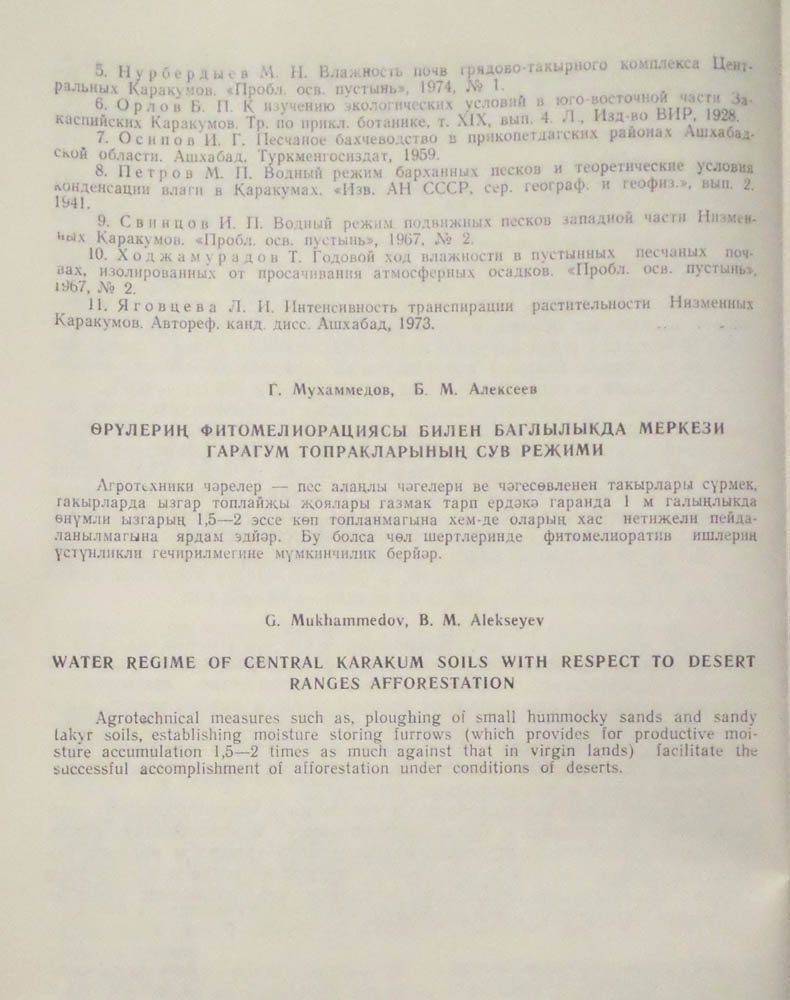 5. Нурбердыев М. Н. Влажность почв грядово-такырного комплекса Цент-
ральных Каракумов. «Пробл. осв. пустынь», 1974, № 1.
6. Орлов Б. П. К изучению экологических условий в юго-восточной части За-
каспийских Каракумов. Тр. по прикл. ботанике, т. XIX, вып. 4. Л., Изд-во ВИР, 1928.
7. Осипов И. Г. Песчаное бахчеводство в прикопетдагских районах Ашхабад-
ской области. Ашхабад, Туркменгосиздат, 1959.
8. Петров М. П. Водный режим барханных песков и теоретические условия
конденсации влаги в Каракумах. «Изв. АН СССР, сер. географ. и геофиз.», вып. 2,
1941.
9. Свинцов И. П. Водный режим подвижных песков западной части Низмен-
ных Каракумов. «Пробл. осв. пустынь», 1967, № 2.
10. Ходжамурадов Т. Годовой ход влажности в пустынных песчаных поч-
вах, изолированных от просачивания атмосферных осадков. «Пробл. осв. пустынь»,
1967, № 2.
11. Яговцева Л. И. Интенсивность транспирации растительности Низменных
Каракумов. Автореф. канд. дисс. Ашхабад, 1973.
Г. Мухаммедов, Б. М. Алексеев
ӨРҮЛЕРИҢ ФИТОМЕЛИОРАЦИЯСЫ БИЛЕН БАГЛЫЛЫКДА МЕРКЕЗИ
ГАРАГУМ ТОПРАКЛАРЫНЫҢ СУВ РЕҖИМИ
Агротехники чәрелер — пес алаңлы чәгелери ве чәгесөвленен такырлары сүрмек,
такырларда ызгар топлайжы җоялары газмак тарп ердәкә гаранда 1 м галыңлыкда
өнүмли ызгарың 1,5—2 эссе көп топланмагына хем-де оларың хас нетиҗели пейда-
ланылмагына ярдам эдйәр. Бу болса чөл шертлеринде фитомелиоратив ишлериң
үстүнликли гечирилмегине мүмкинчилик берйәр.
G. Mukhammedov, B. M. Alekseyev
WATER REGIME OF CENTRAL KARAKUM SOILS WITH RESPECT TO DESERT
RANGES AFFORESTATION
Agrotechnical measures such as, ploughing of small hummocky sands and sandy
takyr soils, establishing moisture storing furrows (which provides for productive moi-
sture accumulation 1,5—2 times as much against that in virgin lands) facilitate the
successful accomplishment of afforestation under conditions of deserts.